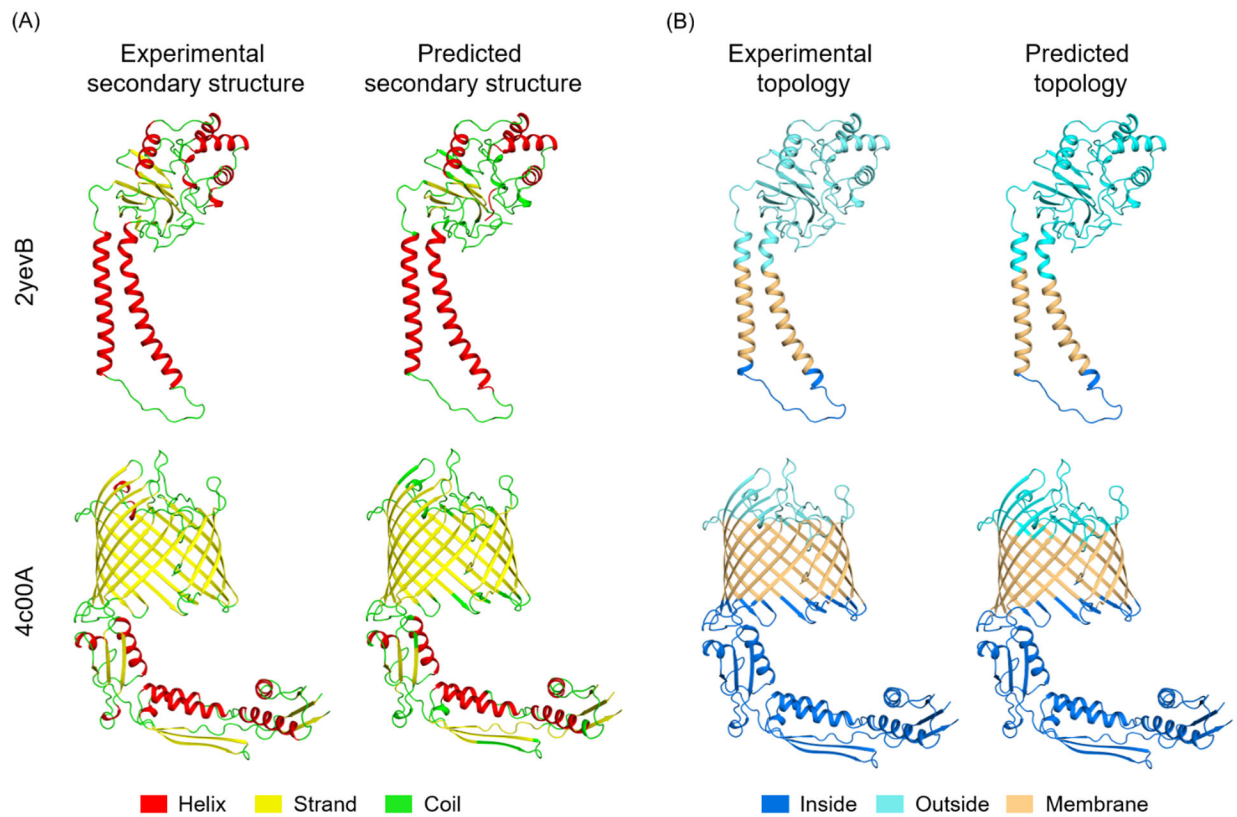 (A)
(B)
Experimental
secondary structure
Predicted
secondary structure
Experimental
topology
Predicted
topology
2yevB
4c00A
Helix
Strand
Coil
Inside
Outside
Membrane